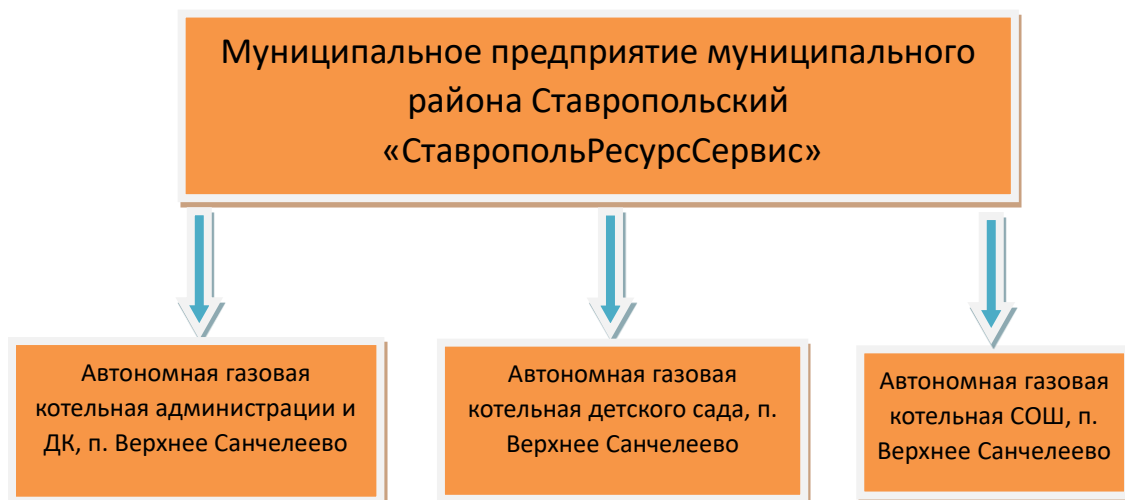 Муниципальное предприятие муниципального
района Ставропольский
«СтавропольРесурсСервис»
Автономная газовая
котельная администрации и
ДК, п. Верхнее Санчелеево
Автономная газовая
котельная детского сада, п.
Верхнее Санчелеево
Автономная газовая
котельная СОШ, п.
Верхнее Санчелеево